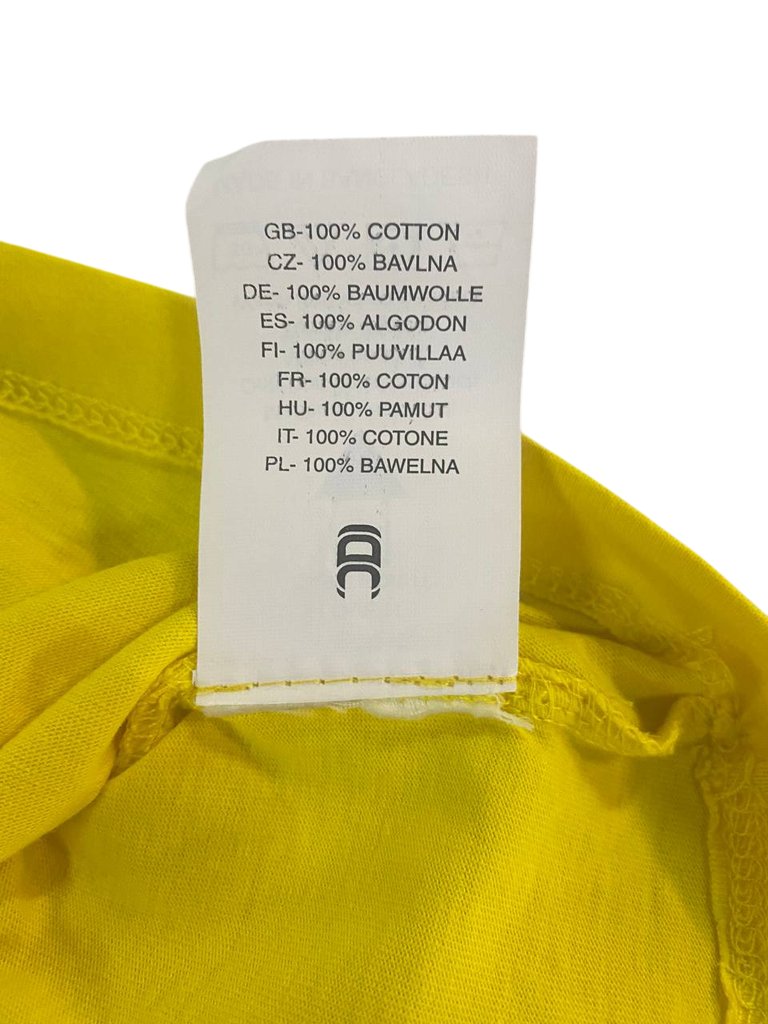 GB-100% COTTON
CZ- 100% BAVLNA
DE- 100% BAUMWOLLE
ES- 100% ALGODON
FI- 100% PUUVILLAA
FR- 100% COTON
HU- 100% PAMUT
IT- 100% COTONE
PL- 100% BAWELNA